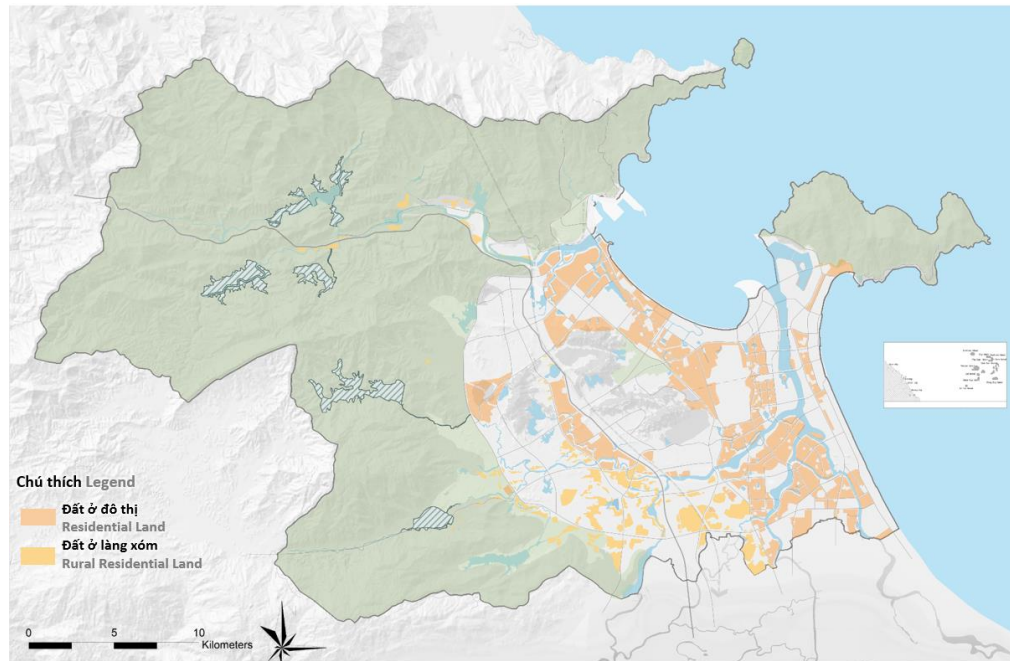 Chú thích Legend
Đất ở đô thị
Residential Land
Đất ở làng xóm
Rural Residential Land
0 5 10
Kilometers